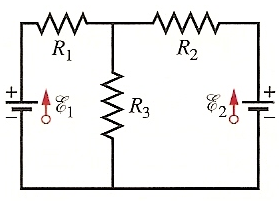 R₁ R₂
+ ℰ₁ R₃ ℰ₂ +
− −